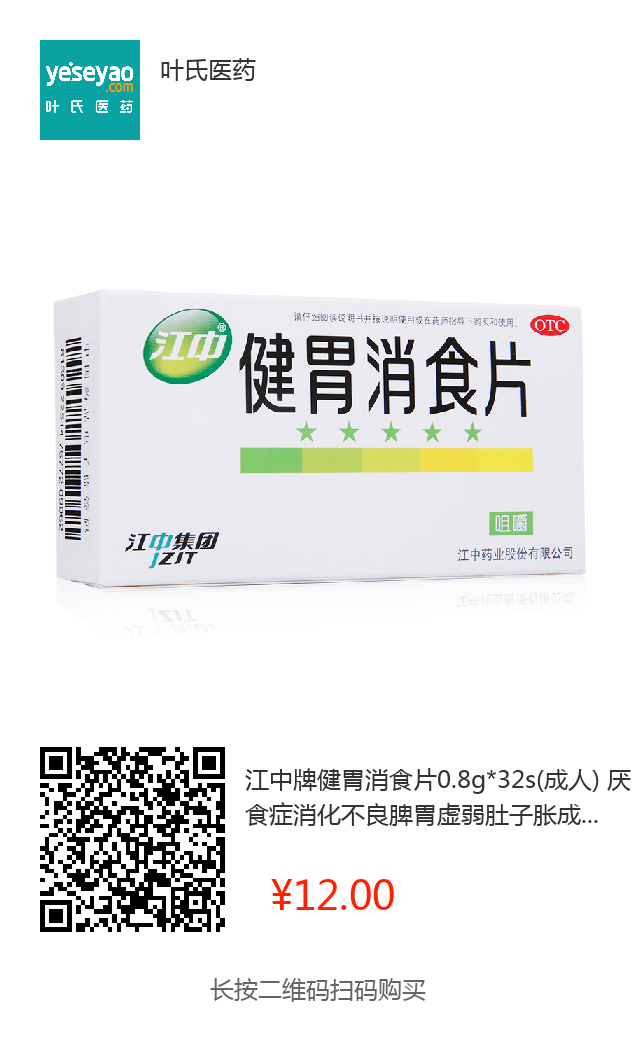 yeseyao
.com
叶氏医药
叶氏医药
请仔细阅读说明书并按说明使用或在药师指导下购买和使用。
OTC
江中®
健胃消食片
咀嚼
江中集团
JZJT
江中药业股份有限公司
江中牌健胃消食片0.8g*32s(成人) 厌
食症消化不良脾胃虚弱肚子胀成...
¥12.00
长按二维码扫码购买